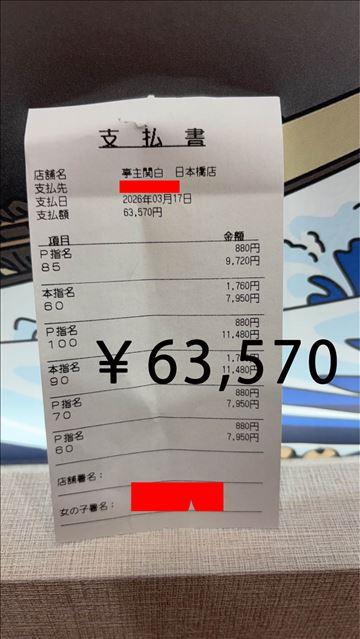 支払書
店舗名 亭主関白 日本橋店
支払先
支払日 2026年03月17日
支払額 63,570円
項目 金額
P指名 880円
85 9,720円
本指名 1,760円
60 7,950円
P指名 880円
100 11,480円
本指名 1,760円
90 11,480円
¥63,570
P指名 880円
70 7,950円
P指名 880円
60 7,950円
店舗署名：
女の子署名：